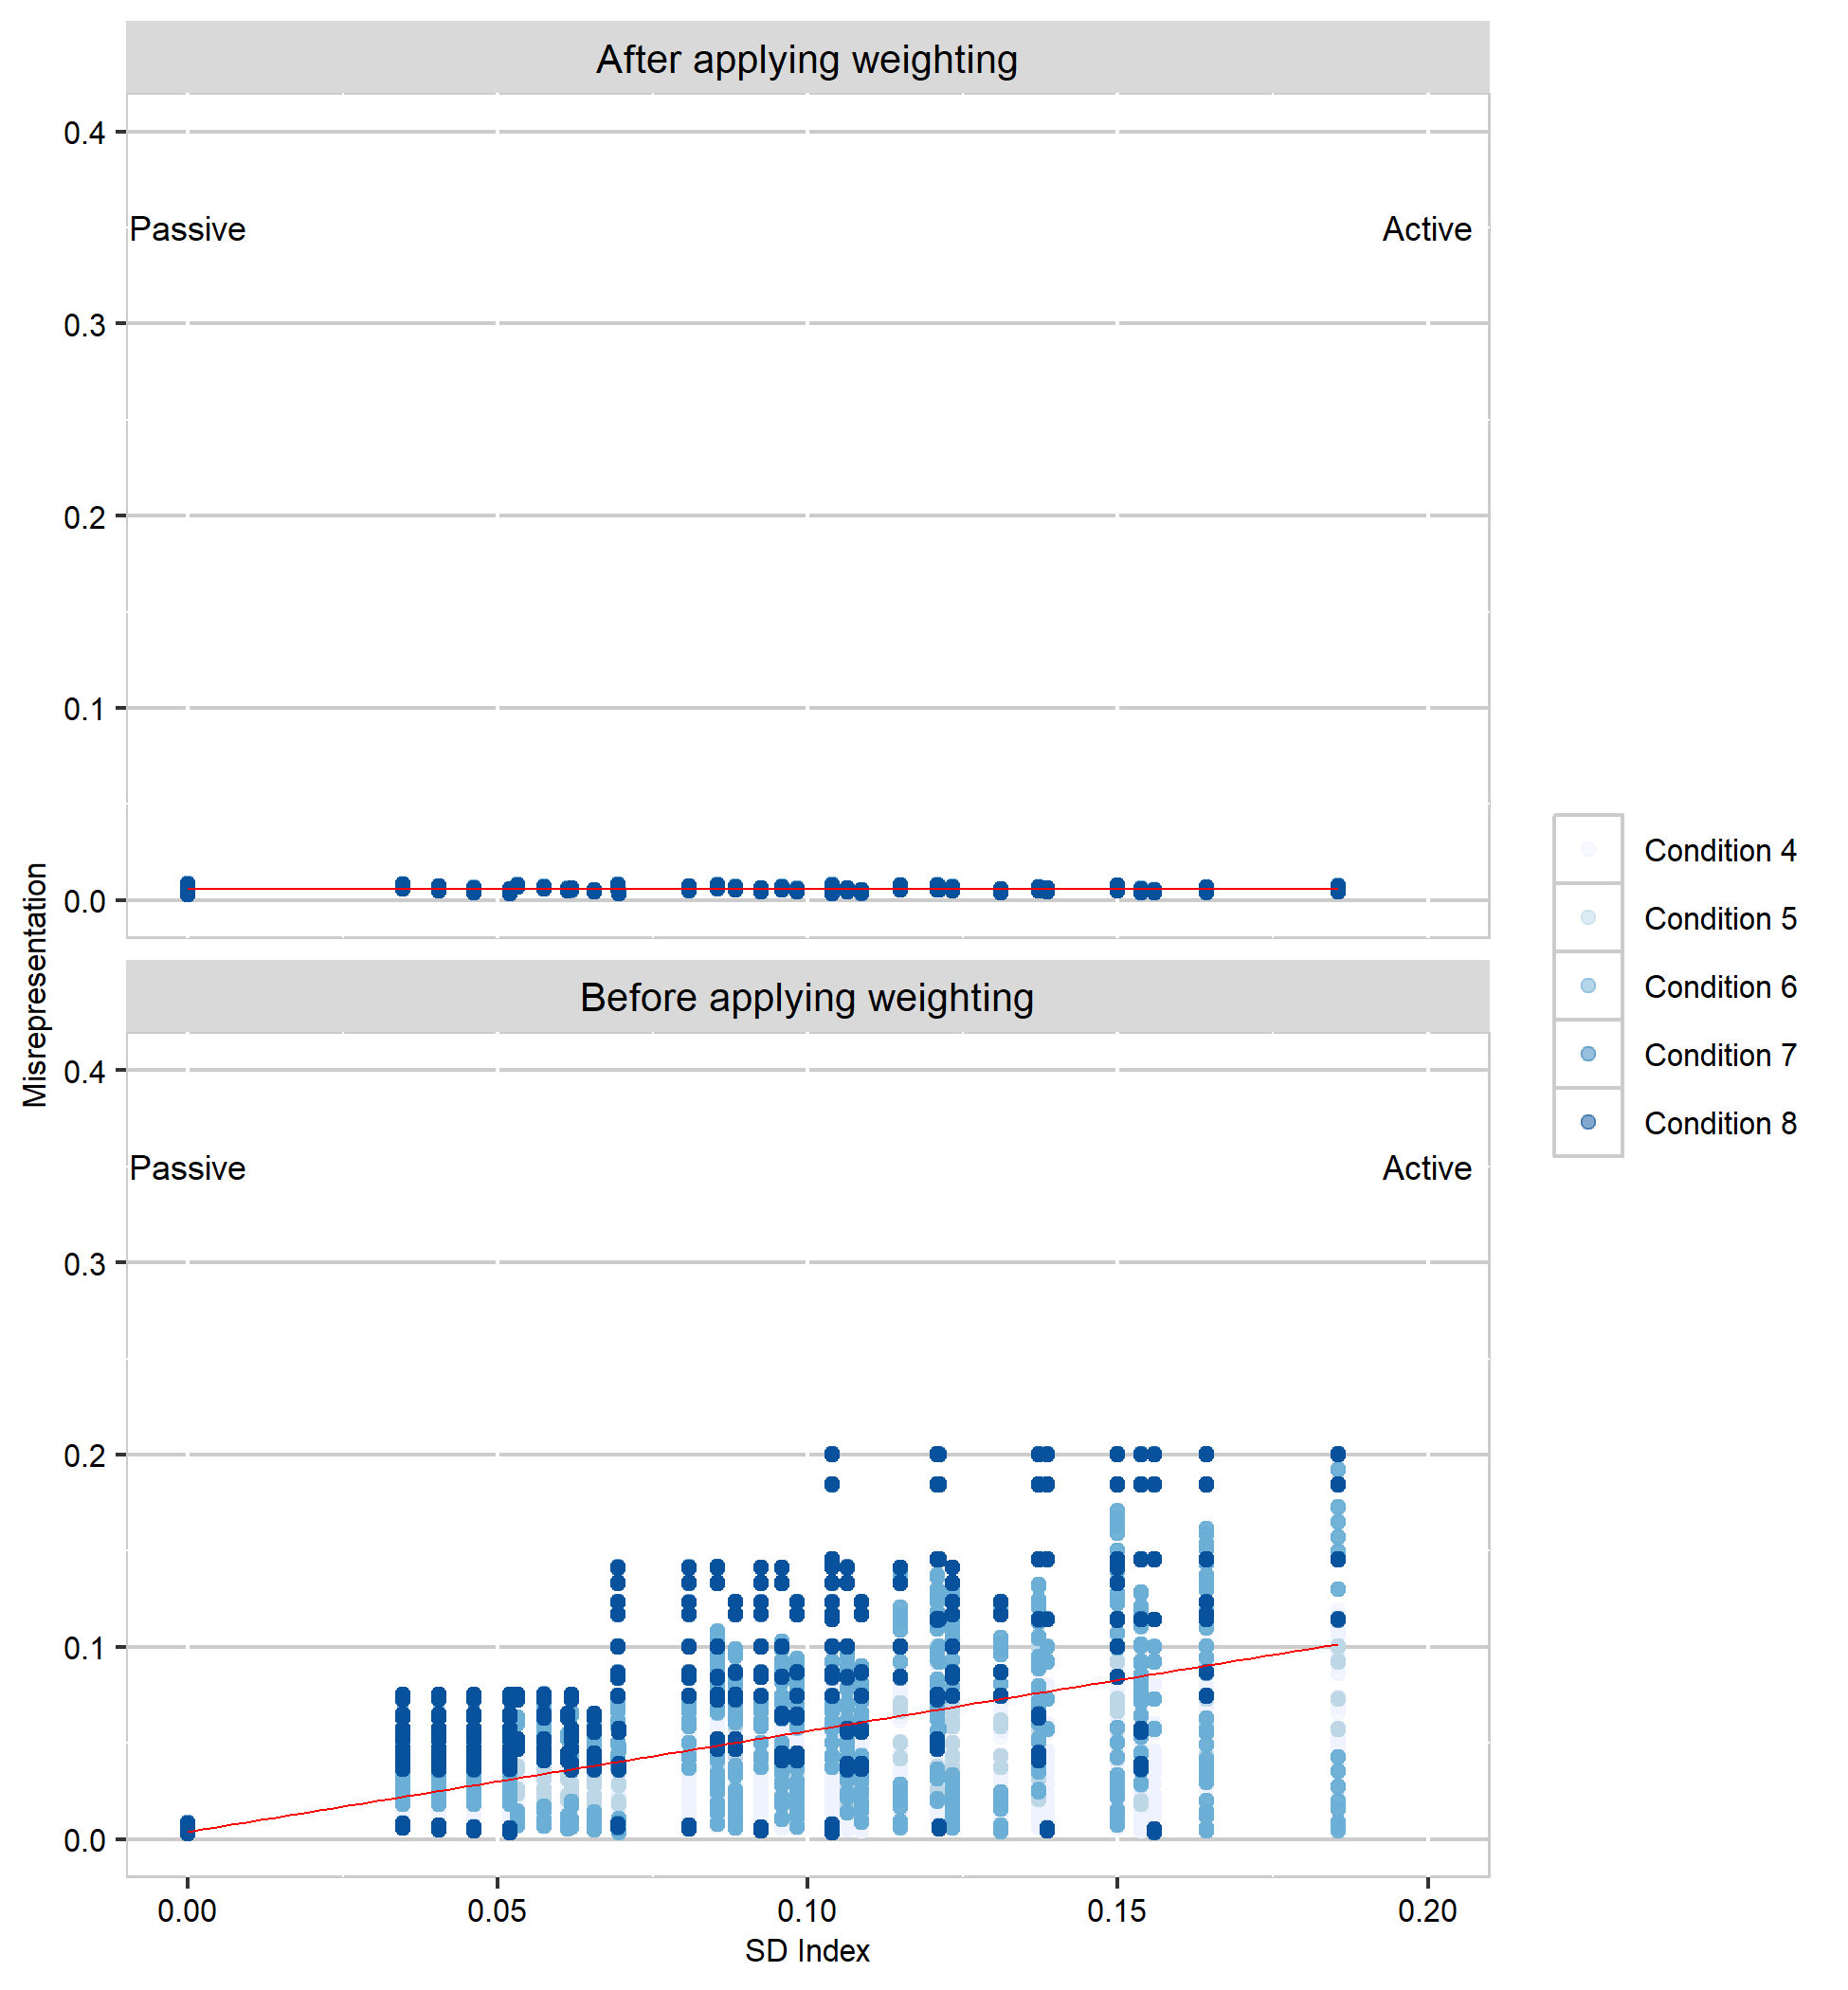 After applying weighting
0.4
Passive
Active
0.3
0.2
0.1
0.0
Before applying weighting
0.4
Passive
Active
0.3
0.2
0.1
0.0
0.00
0.05
0.10
0.15
0.20
SD Index
Misrepresentation
Condition 4
Condition 5
Condition 6
Condition 7
Condition 8